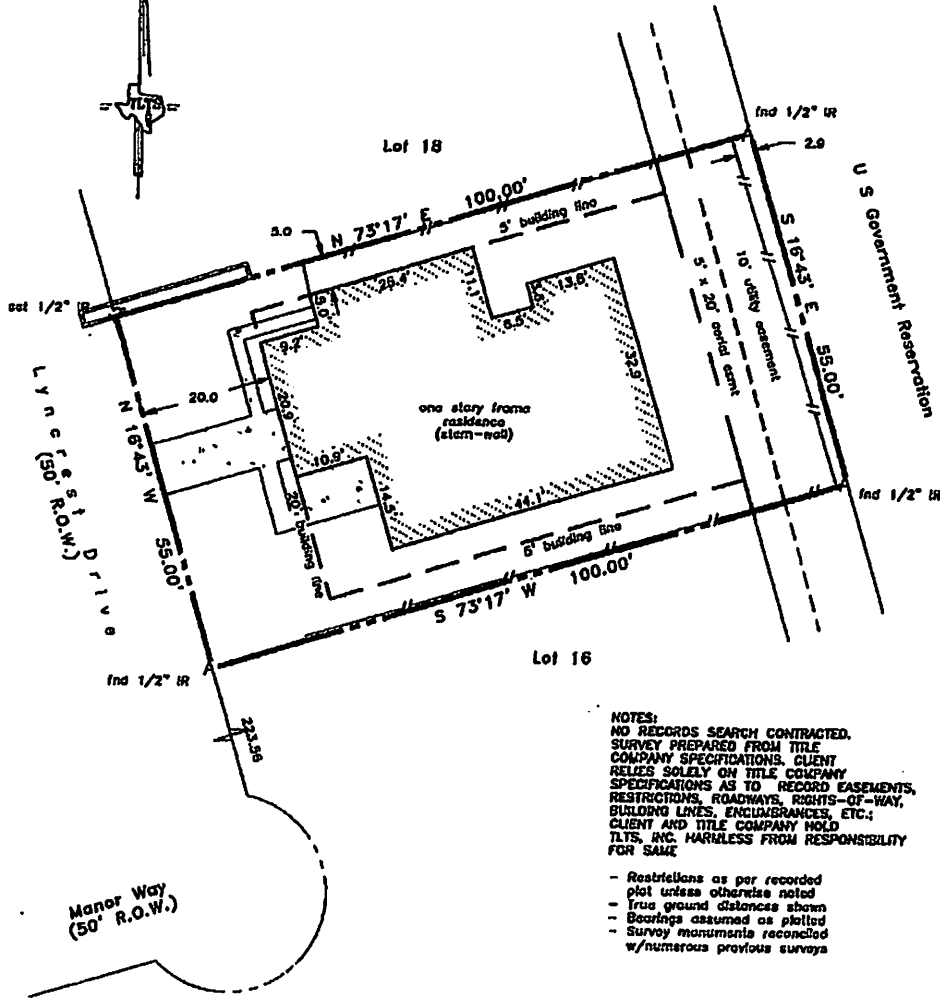 fnd 1/2" IR
2.0
Lot 18
U S Government Reservation
N 73°17' E 100.00'
5' building line
5.0
S 16°43' E 55.00'
10' utility easement
5' x 20' aerial esmt
set 1/2" IR
26.4'
11.1'
6.5'
13.6'
32.9'
5.0'
9.2'
20.9'
20.0
one story frame
residence
(slam-wall)
10.9'
14.5'
44.1'
20' building line
5' building line
Lyncrest Drive
(50' R.O.W.)
N 16°43' W 55.00'
fnd 1/2" IR
S 73°17' W 100.00'
Lot 16
fnd 1/2" IR
223.56
Manor Way
(50' R.O.W.)
NOTES:
NO RECORDS SEARCH CONTRACTED.
SURVEY PREPARED FROM TITLE
COMPANY SPECIFICATIONS. CLIENT
RELIES SOLELY ON TITLE COMPANY
SPECIFICATIONS AS TO RECORD EASEMENTS,
RESTRICTIONS, ROADWAYS, RIGHTS-OF-WAY,
BUILDING LINES, ENCUMBRANCES, ETC.;
CLIENT AND TITLE COMPANY HOLD
TLTS, INC. HARMLESS FROM RESPONSIBILITY
FOR SAME
- Restrictions as per recorded
plat unless otherwise noted
- True ground distances shown
- Bearings assumed as platted
- Survey monuments reconciled
w/numerous previous surveys